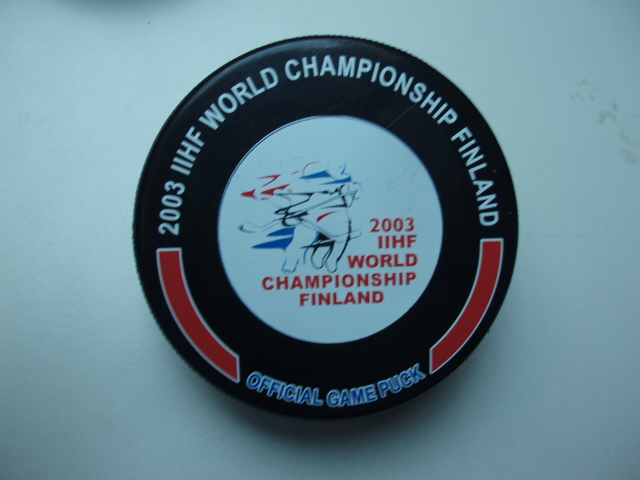 2003 IIHF WORLD CHAMPIONSHIP FINLAND
2003
IIHF
WORLD
CHAMPIONSHIP
FINLAND
OFFICIAL GAME PUCK